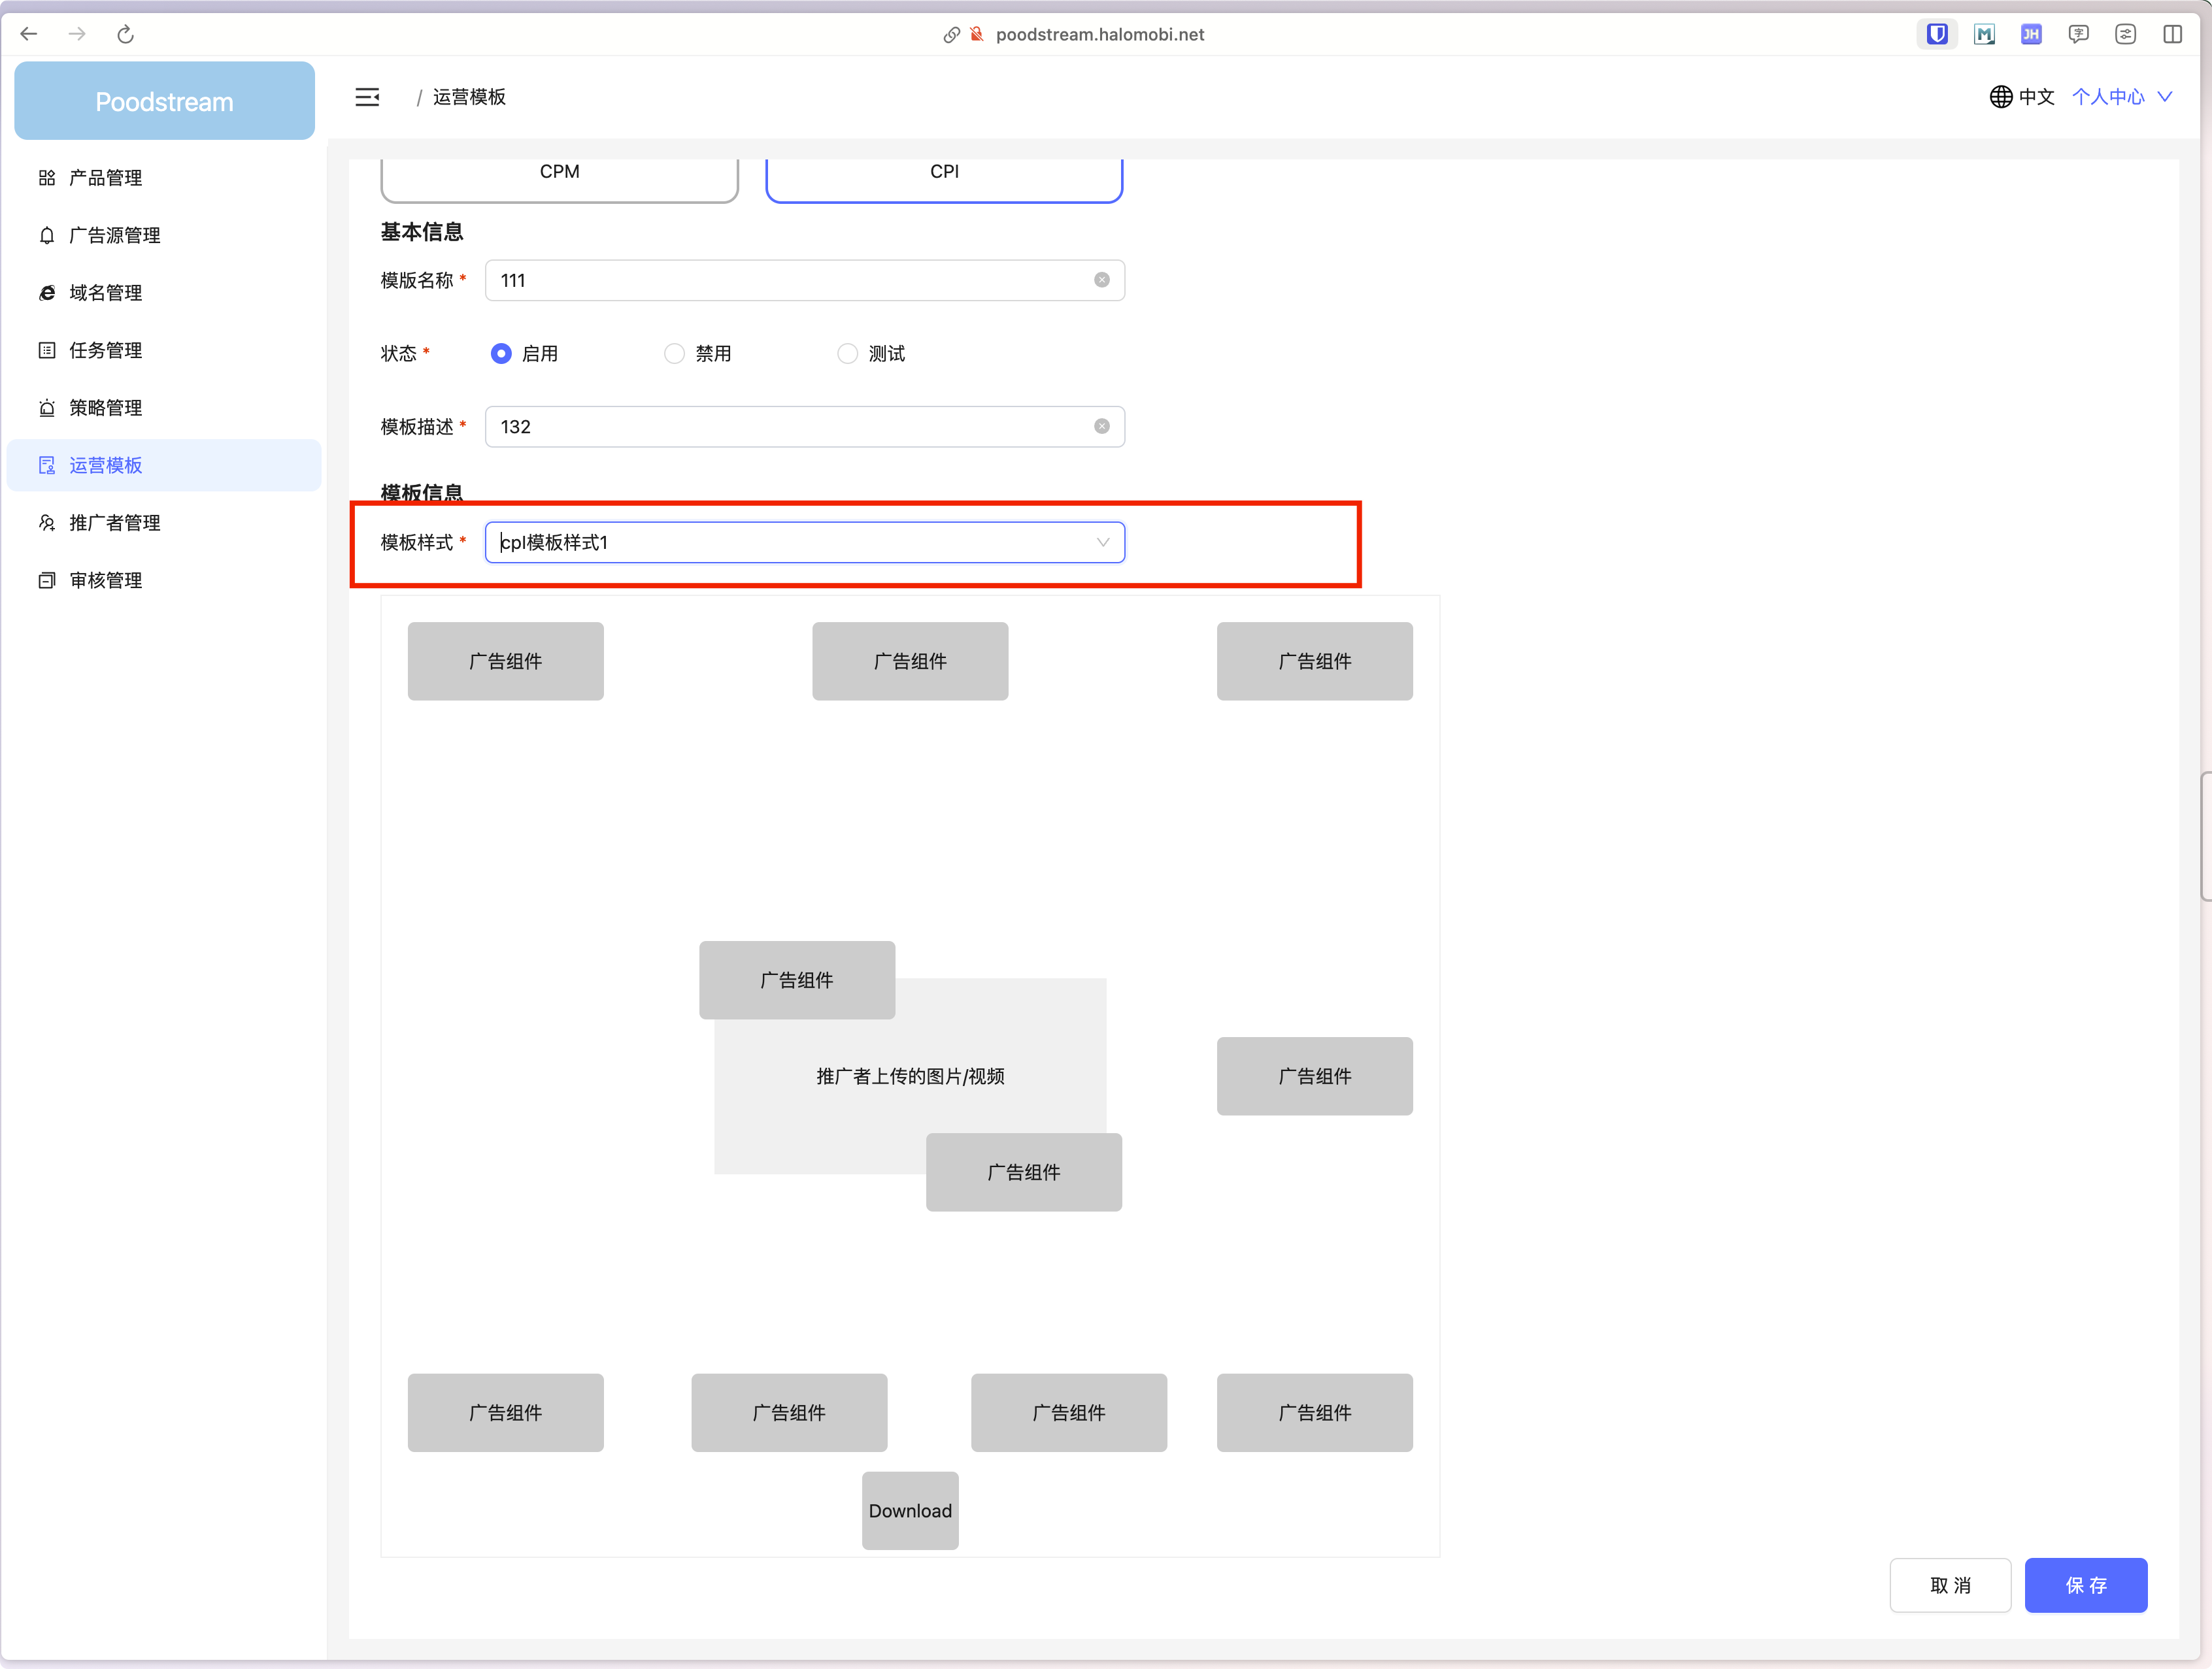 poodstream.halomobi.net
JH
字
Poodstream
/ 运营模板
中文 个人中心
产品管理
广告源管理
域名管理
任务管理
策略管理
运营模板
推广者管理
审核管理
CPM CPI
基本信息
模版名称 * 111
状态 * 启用 禁用 测试
模板描述 * 132
模板信息
模板样式 * cpI模板样式1
广告组件 广告组件 广告组件
广告组件
推广者上传的图片/视频 广告组件
广告组件
广告组件 广告组件 广告组件 广告组件
Download
取 消 保 存